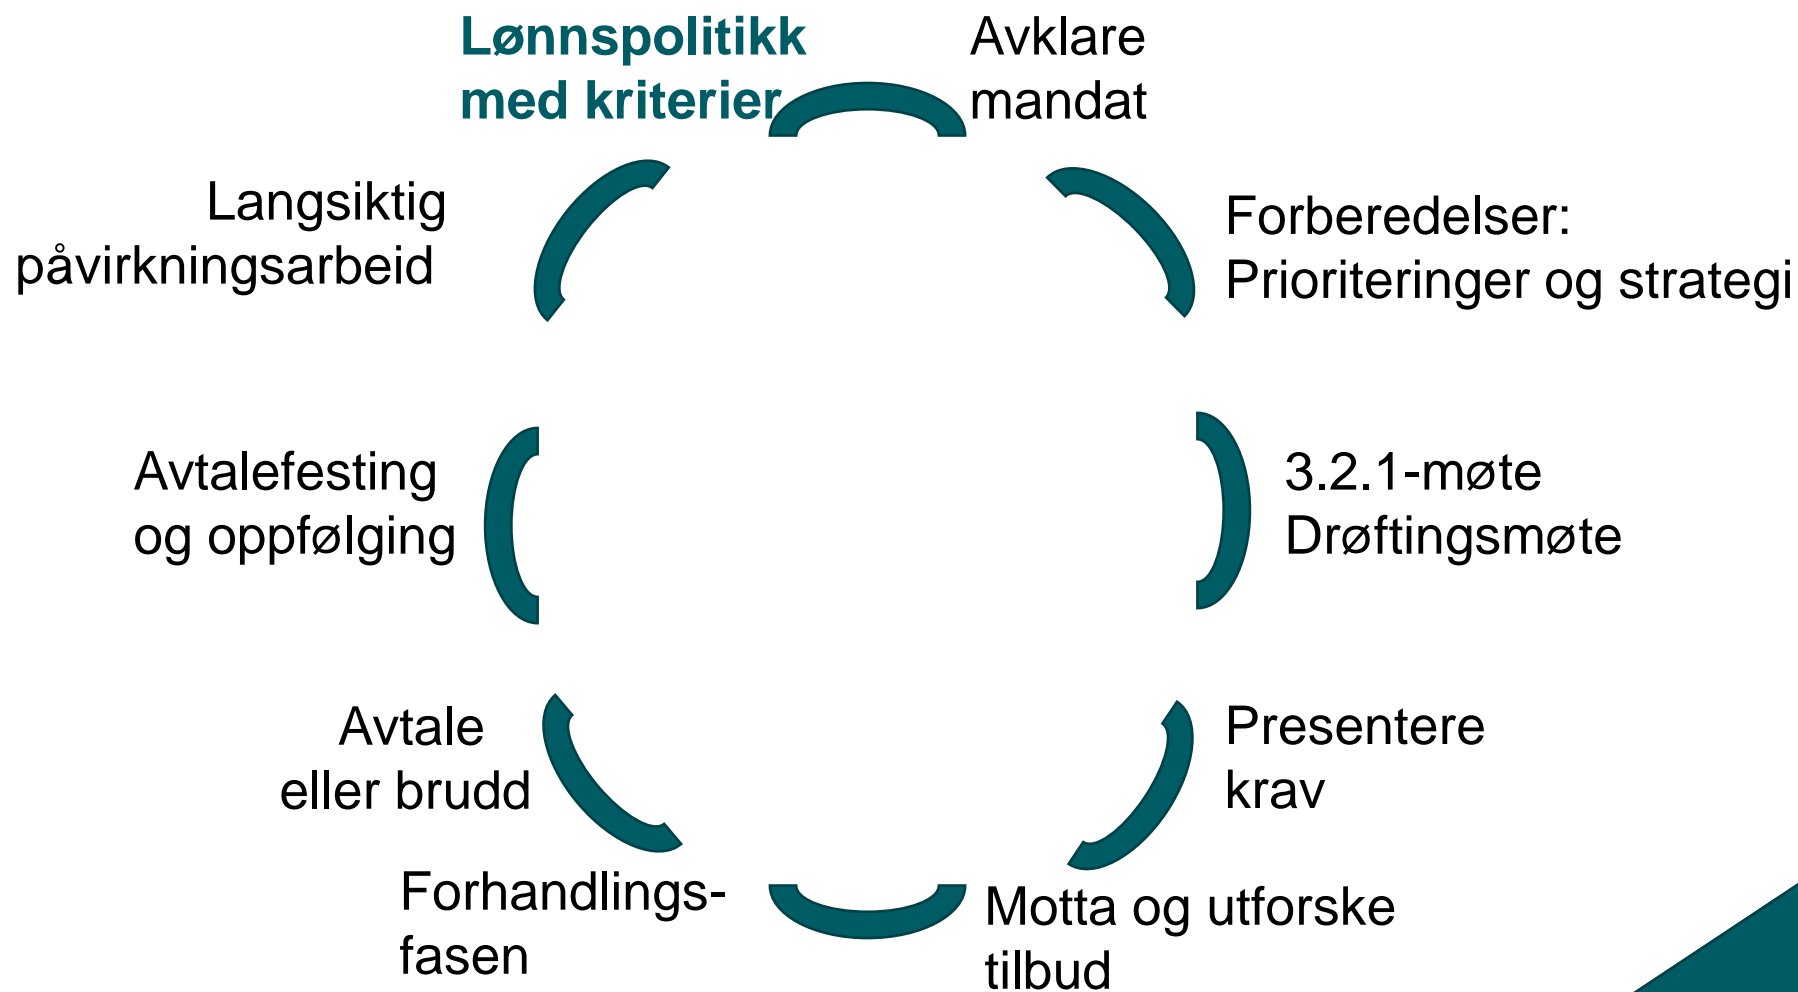 Lønnspolitikk
med kriterier
Avklare
mandat
Forberedelser:
Prioriteringer og strategi
3.2.1-møte
Drøftingsmøte
Presentere
krav
Motta og utforske
tilbud
Forhandlings-
fasen
Avtale
eller brudd
Avtalefesting
og oppfølging
Langsiktig
påvirkningsarbeid